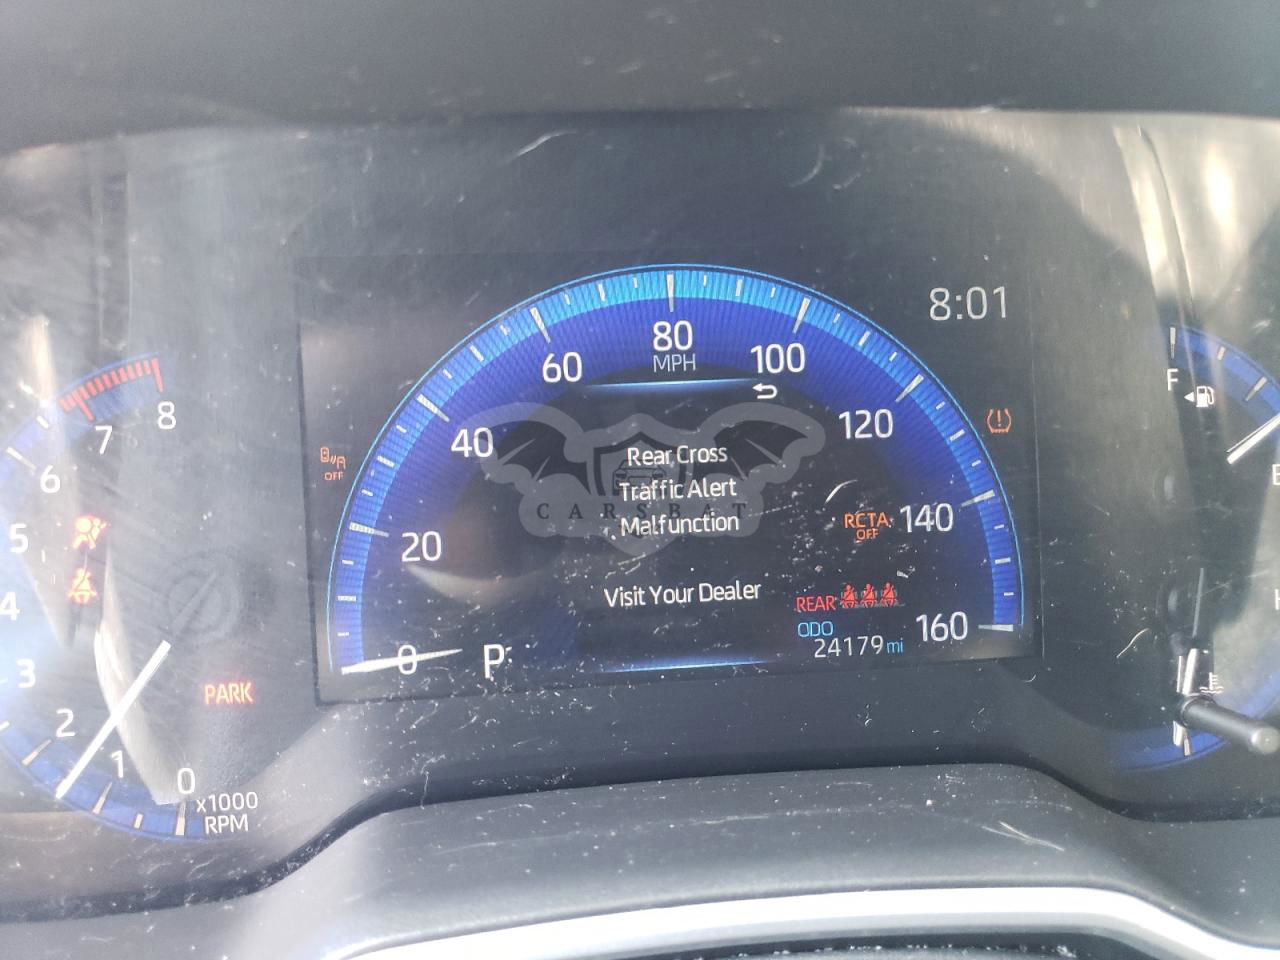 8:01
80
MPH
60
100
40
120
20
140
0
160
Rear Cross
Traffic Alert
Malfunction
Visit Your Dealer
CARSBAT
OFF
RCTA
OFF
REAR
ODO
24179 mi
P
8
7
6
5
4
3
2
1
0
x1000
RPM
PARK
F